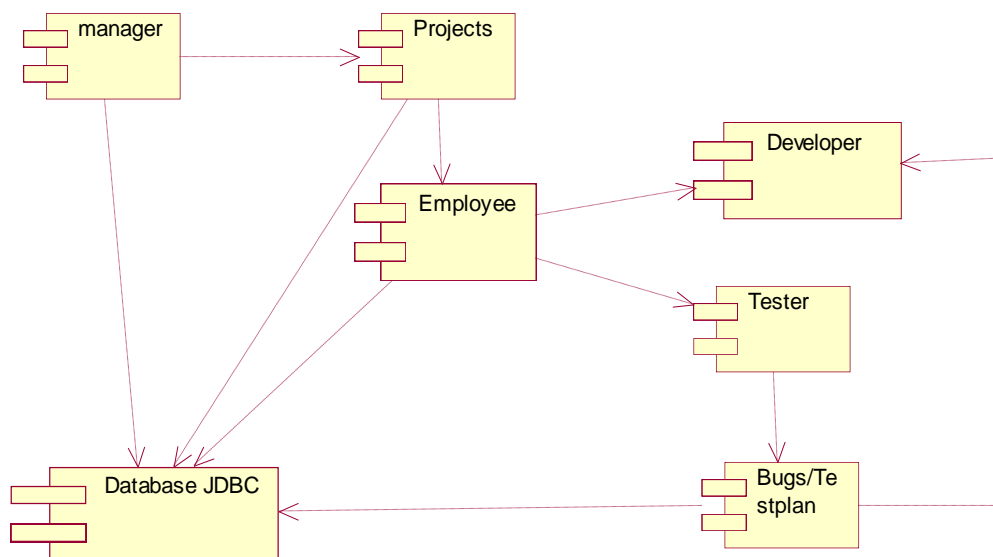 manager
Projects
Developer
Employee
Tester
Database JDBC
Bugs/Te
stplan